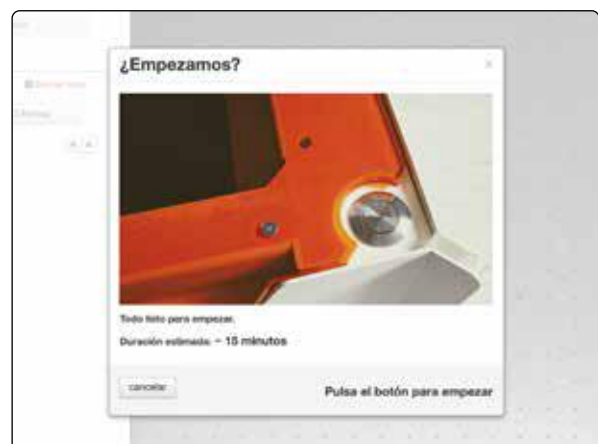 ¿Empezamos?
×
Todo listo para empezar.
Duración estimada: ~ 15 minutos
cancelar
Pulsa el botón para empezar